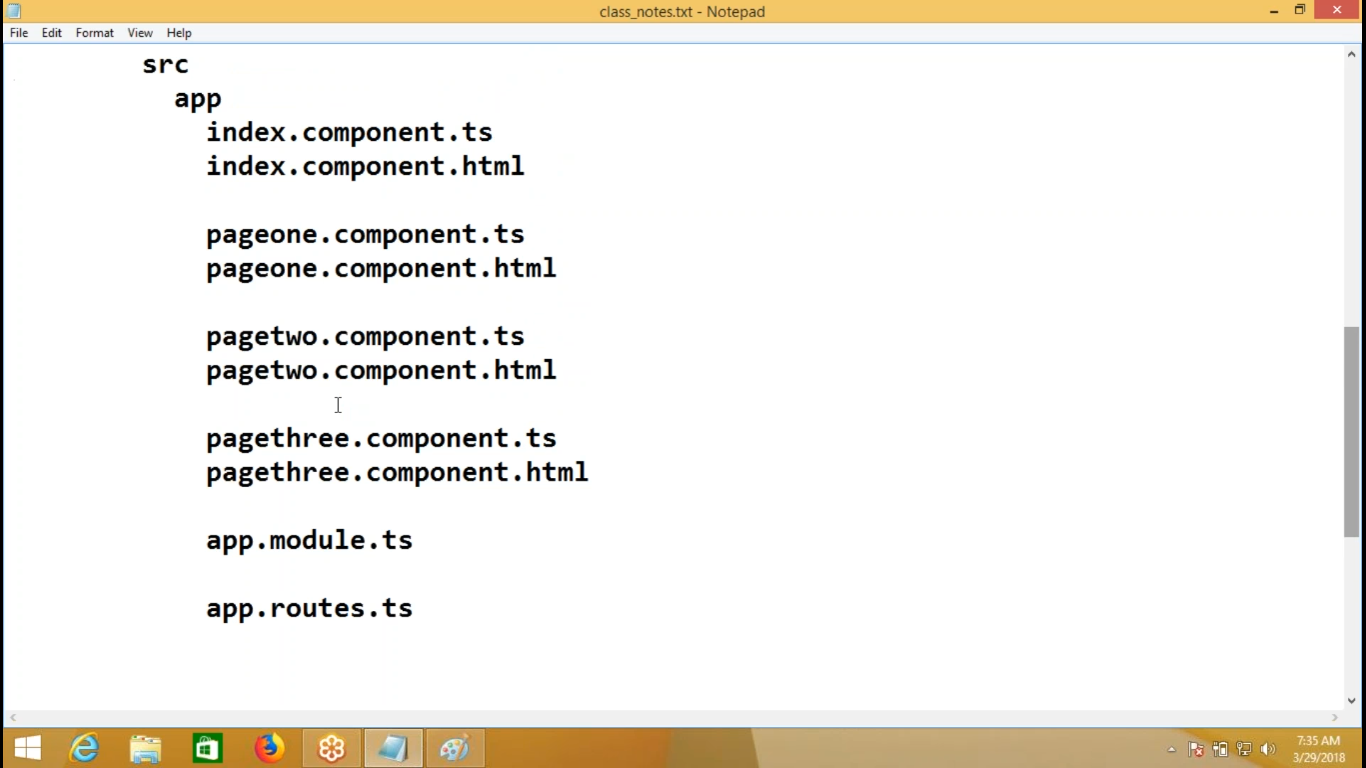 class_notes.txt - Notepad
File Edit Format View Help
src
app
index.component.ts
index.component.html
pageone.component.ts
pageone.component.html
pagetwo.component.ts
pagetwo.component.html
pagethree.component.ts
pagethree.component.html
app.module.ts
app.routes.ts
7:35 AM
3/29/2018